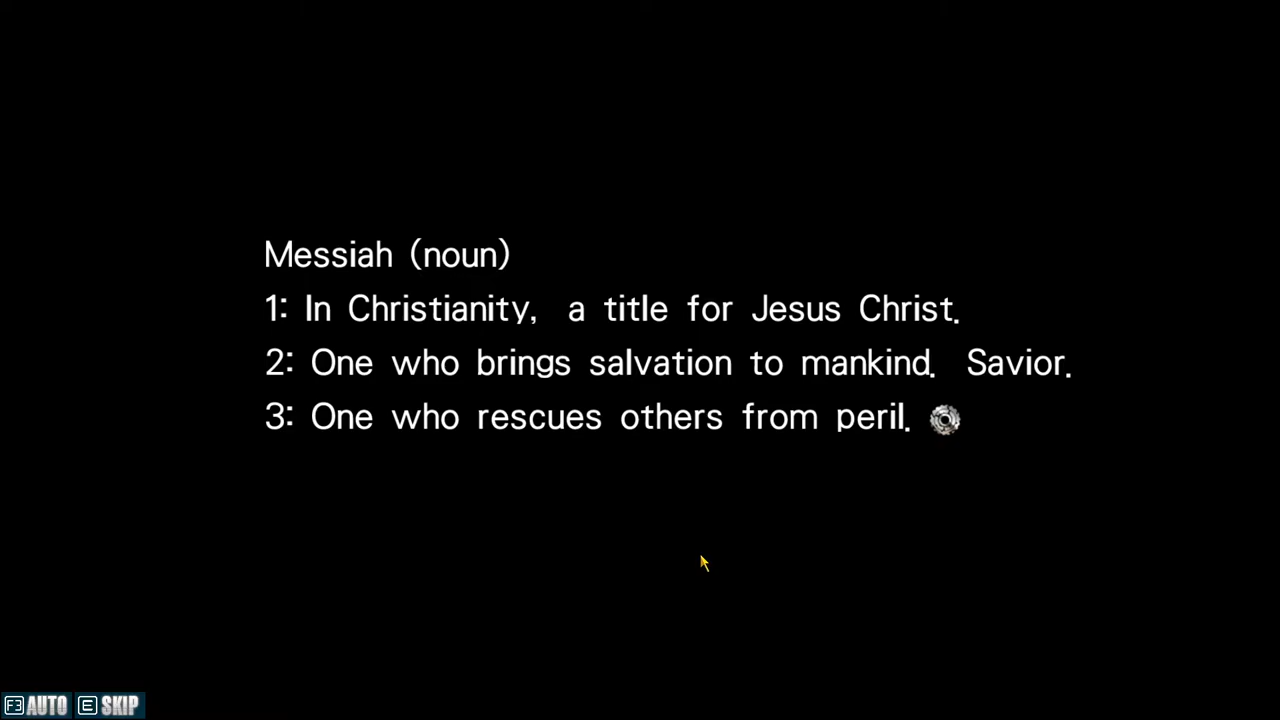 Messiah (noun)
1: In Christianity, a title for Jesus Christ.
2: One who brings salvation to mankind. Savior.
3: One who rescues others from peril.
F3 AUTO E SKIP